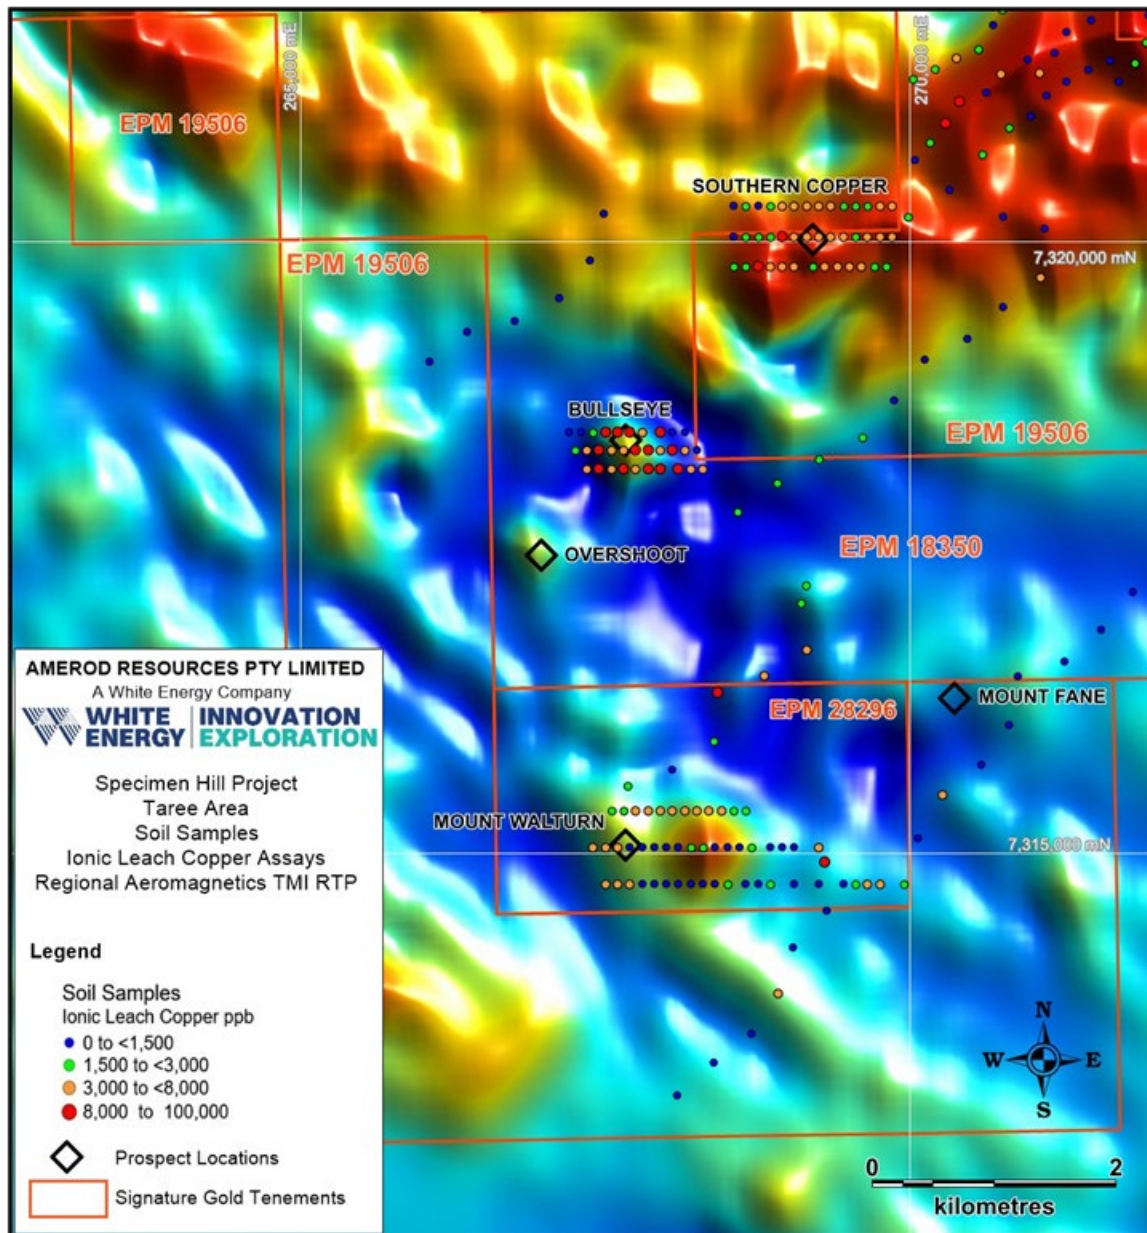 265,000 mE
270,000 mE
EPM 19506
SOUTHERN COPPER
7,320,000 mN
EPM 19506
BULLSEYE
EPM 19506
OVERSHOOT
EPM 18350
MOUNT FANE
EPM 28296
MOUNT WALTURN
7,315,000 mN
AMEROD RESOURCES PTY LIMITED
A White Energy Company
WHITE ENERGY
INNOVATION EXPLORATION
Specimen Hill Project
Taree Area
Soil Samples
Ionic Leach Copper Assays
Regional Aeromagnetics TMI RTP
Legend
Soil Samples
Ionic Leach Copper ppb
0 to <1,500
1,500 to <3,000
3,000 to <8,000
8,000 to 100,000
Prospect Locations
Signature Gold Tenements
N
W E
S
0 2
kilometres